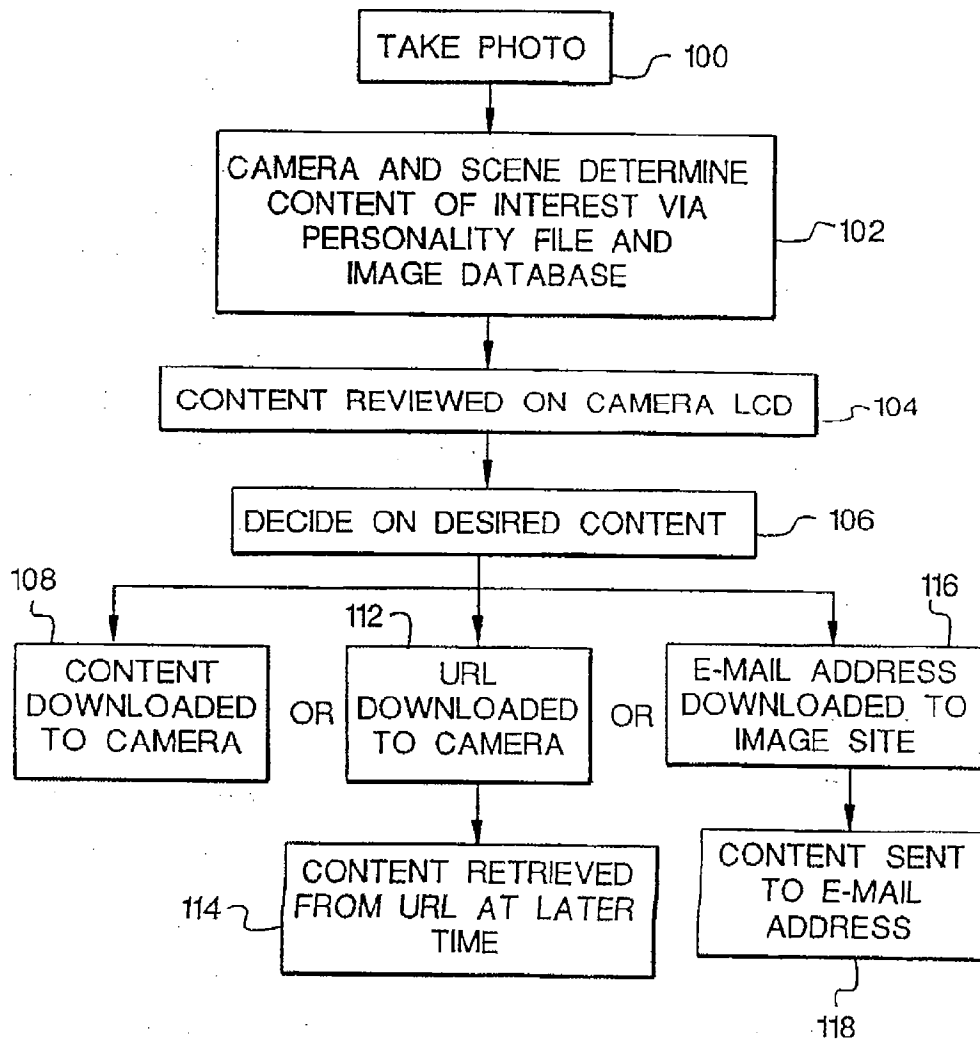 TAKE PHOTO
100
CAMERA AND SCENE DETERMINE
CONTENT OF INTEREST VIA
PERSONALITY FILE AND
IMAGE DATABASE
102
CONTENT REVIEWED ON CAMERA LCD
104
DECIDE ON DESIRED CONTENT
106
108
CONTENT
DOWNLOADED
TO CAMERA
OR
112
URL
DOWNLOADED
TO CAMERA
OR
116
E-MAIL ADDRESS
DOWNLOADED TO
IMAGE SITE
114
CONTENT RETRIEVED
FROM URL AT LATER
TIME
CONTENT SENT
TO E-MAIL
ADDRESS
118